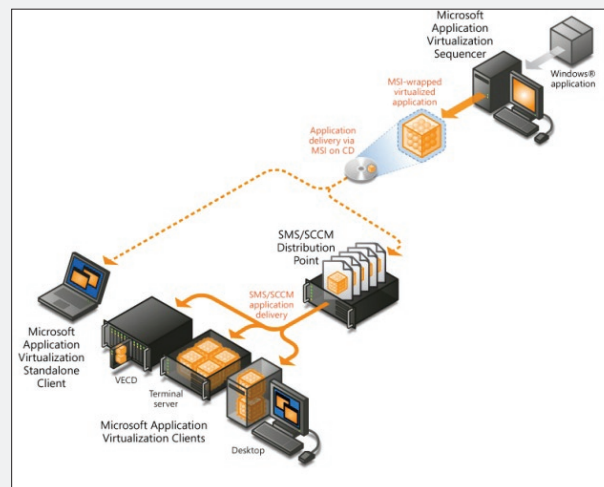 Microsoft
Application
Virtualization
Sequencer
Windows®
application
MSI-wrapped
virtualized
application
Application
delivery via
MSI on CD
SMS/SCCM
Distribution
Point
SMS/SCCM
application
delivery
Microsoft
Application
Virtualization
Standalone
Client
VECD
Terminal
server
Microsoft Application
Virtualization Clients
Desktop